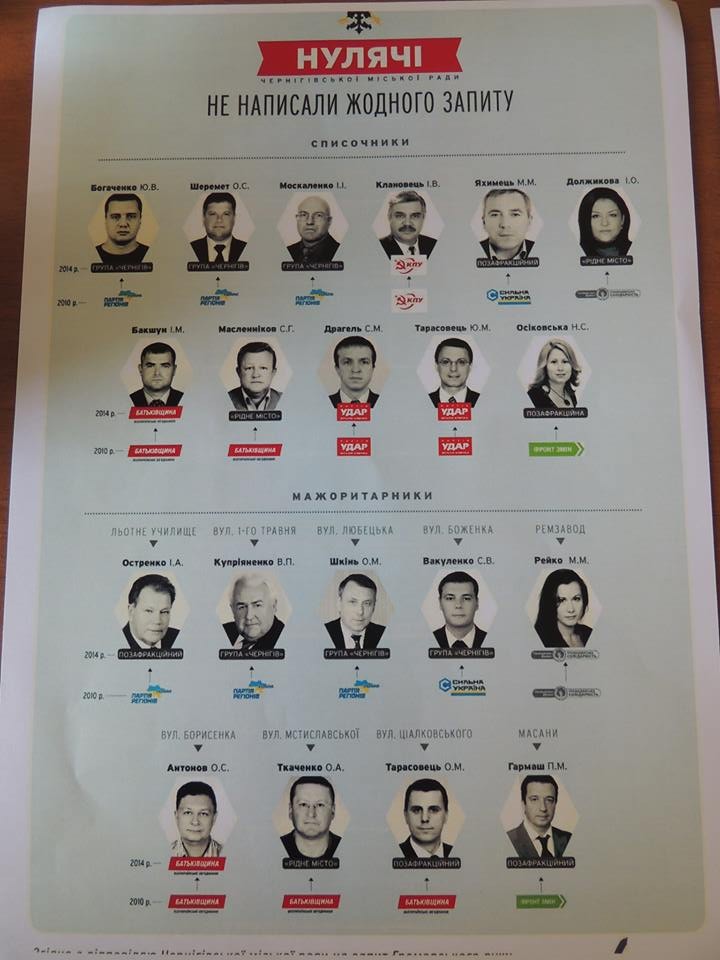 НУЛЯЧІ
ЧЕРНІГІВСЬКОЇ МІСЬКОЇ РАДИ
НЕ НАПИСАЛИ ЖОДНОГО ЗАПИТУ
СПИСОЧНИКИ
Богаченко Ю.В. Шеремет О.С. Москаленко І.І. Клановець І.В. Яхимець М.М. Должикова І.О.
2014 р. ГРУПА «ЧЕРНІГІВ» ГРУПА «ЧЕРНІГІВ» ГРУПА «ЧЕРНІГІВ» КПУ ПОЗАФРАКЦІЙНИЙ «РІДНЕ МІСТО»
2010 р. ПАРТІЯ РЕГІОНІВ ПАРТІЯ РЕГІОНІВ ПАРТІЯ РЕГІОНІВ КПУ СИЛЬНА УКРАЇНА СОЛІДАРНІСТЬ
Бакшун І.М. Масленніков С.Г. Драгель С.М. Тарасовець Ю.М. Осіковська Н.С.
2014 р. БАТЬКІВЩИНА «РІДНЕ МІСТО» УДАР УДАР ПОЗАФРАКЦІЙНА
2010 р. БАТЬКІВЩИНА БАТЬКІВЩИНА УДАР УДАР ФРОНТ ЗМІН
МАЖОРИТАРНИКИ
ЛЬОТНЕ УЧИЛИЩЕ ВУЛ. 1-ГО ТРАВНЯ ВУЛ. ЛЮБЕЦЬКА ВУЛ. БОЖЕНКА РЕМЗАВОД
Остренко І.А. Купріяненко В.П. Шкінь О.М. Вакуленко С.В. Рейко М.М.
2014 р. ПОЗАФРАКЦІЙНИЙ ГРУПА «ЧЕРНІГІВ» ГРУПА «ЧЕРНІГІВ» ГРУПА «ЧЕРНІГІВ» СОЛІДАРНІСТЬ
2010 р. ПАРТІЯ РЕГІОНІВ ПАРТІЯ РЕГІОНІВ ПАРТІЯ РЕГІОНІВ СИЛЬНА УКРАЇНА СОЛІДАРНІСТЬ
ВУЛ. БОРИСЕНКА ВУЛ. МСТИСЛАВСЬКОЇ ВУЛ. ЦІАЛКОВСЬКОГО МАСАНИ
Антонов О.С. Ткаченко О.А. Тарасовець О.М. Гармаш П.М.
2014 р. БАТЬКІВЩИНА «РІДНЕ МІСТО» ПОЗАФРАКЦІЙНИЙ ПОЗАФРАКЦІЙНИЙ
2010 р. БАТЬКІВЩИНА БАТЬКІВЩИНА БАТЬКІВЩИНА ФРОНТ ЗМІН